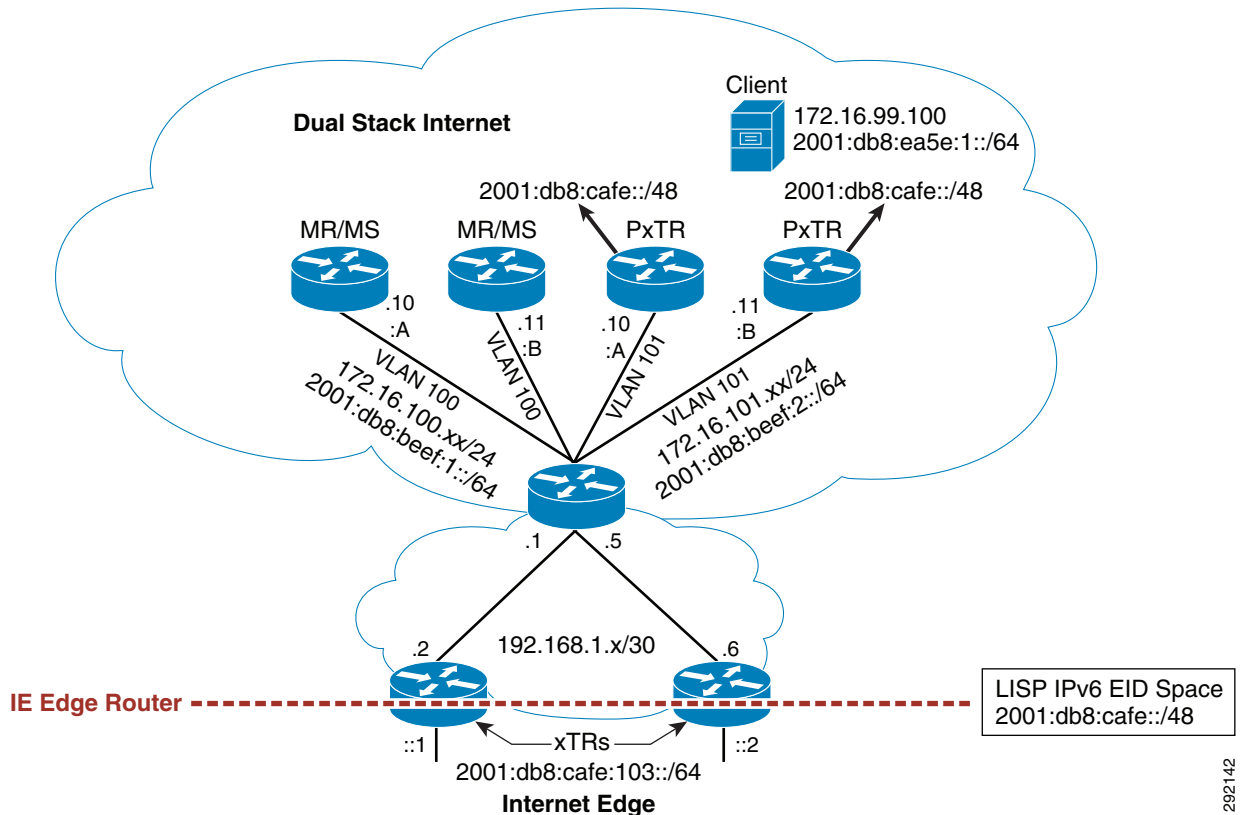 Client
172.16.99.100
2001:db8:ea5e:1::/64
Dual Stack Internet
2001:db8:cafe::/48
2001:db8:cafe::/48
MR/MS
MR/MS
PxTR
PxTR
.10
:A
.11
:B
.10
:A
.11
:B
VLAN 100
172.16.100.xx/24
2001:db8:beef:1::/64
VLAN 100
VLAN 101
VLAN 101
172.16.101.xx/24
2001:db8:beef:2::/64
.1
.5
.2
192.168.1.x/30
.6
IE Edge Router
LISP IPv6 EID Space
2001:db8:cafe::/48
::1
xTRs
::2
2001:db8:cafe:103::/64
Internet Edge
292142